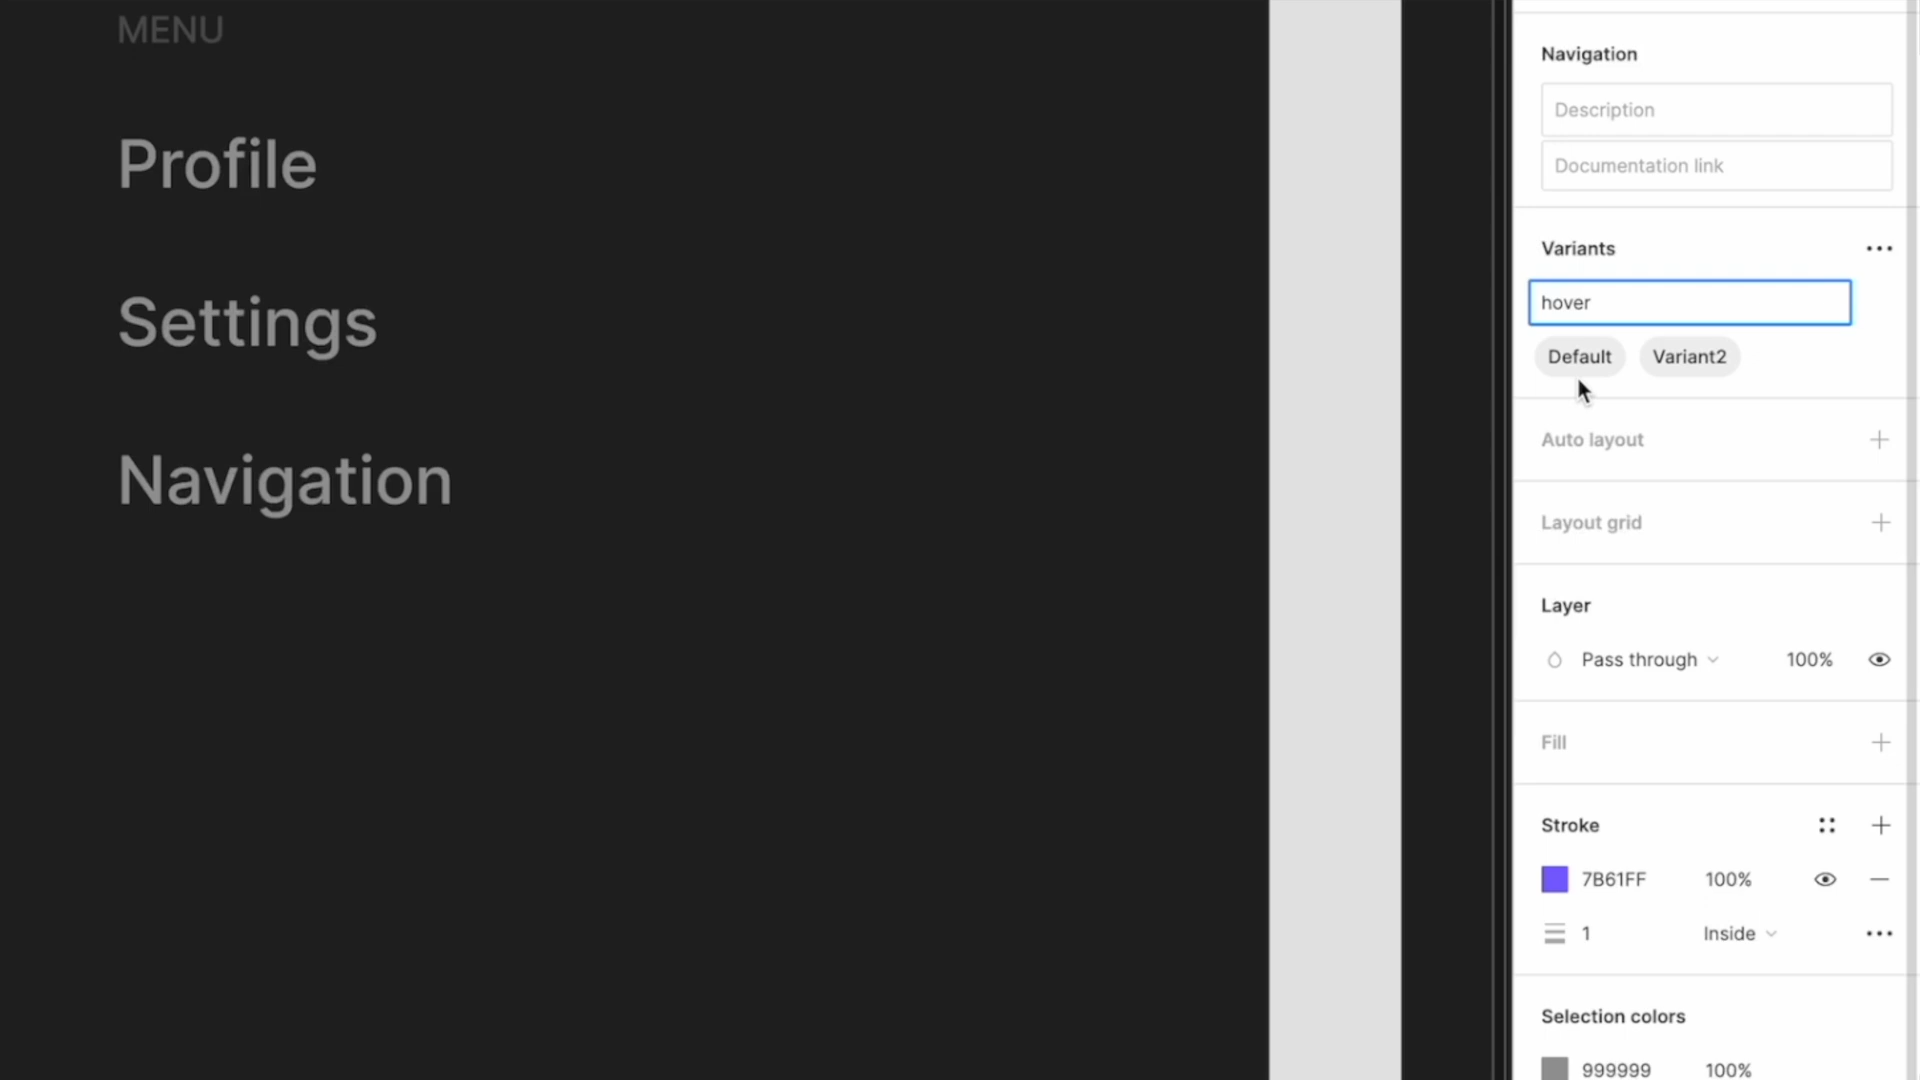 MENU
Profile
Settings
Navigation
Navigation
Description
Documentation link
Variants
hover
Default Variant2
Auto layout
Layout grid
Layer
Pass through 100%
Fill
Stroke
7B61FF 100%
1 Inside
Selection colors
999999 100%